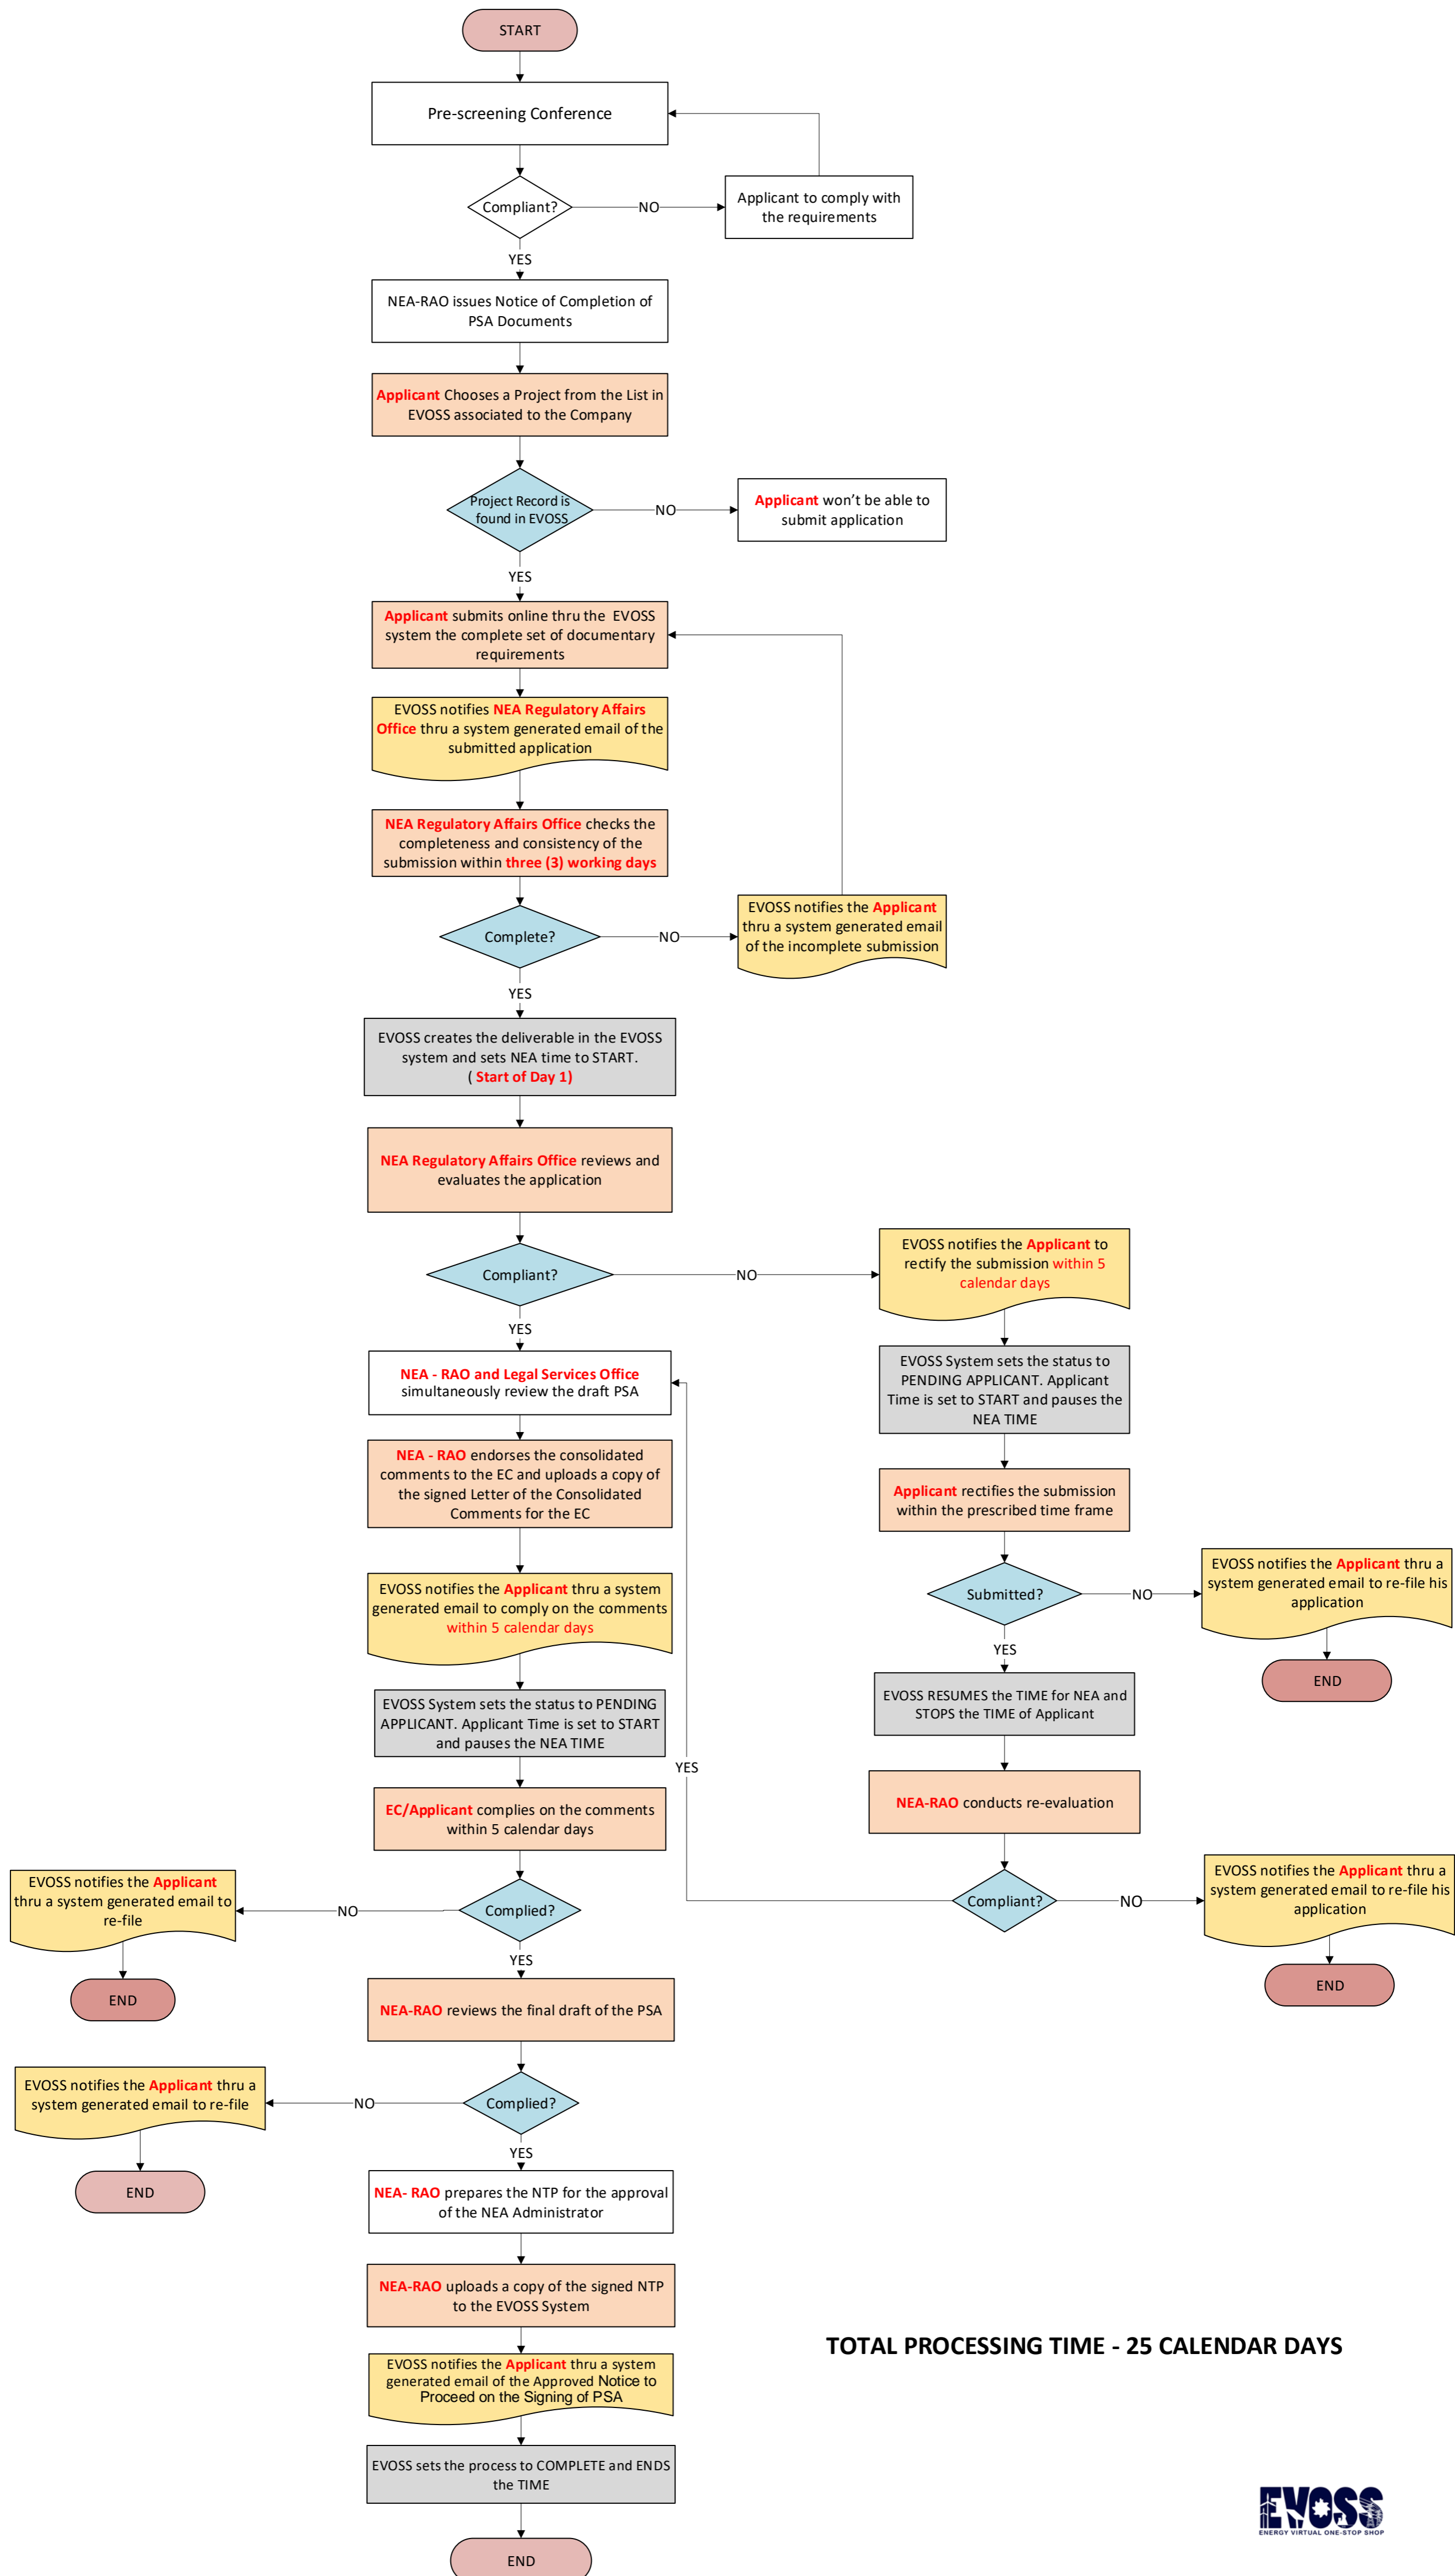 START
Pre-screening Conference
Compliant?
NO
Applicant to comply with
the requirements
YES
NEA-RAO issues Notice of Completion of
PSA Documents
Applicant Chooses a Project from the List in
EVOSS associated to the Company
Project Record is
found in EVOSS
NO
Applicant won't be able to
submit application
YES
Applicant submits online thru the EVOSS
system the complete set of documentary
requirements
EVOSS notifies NEA Regulatory Affairs
Office thru a system generated email of the
submitted application
NEA Regulatory Affairs Office checks the
completeness and consistency of the
submission within three (3) working days
Complete?
NO
EVOSS notifies the Applicant
thru a system generated email
of the incomplete submission
YES
EVOSS creates the deliverable in the EVOSS
system and sets NEA time to START.
( Start of Day 1)
NEA Regulatory Affairs Office reviews and
evaluates the application
Compliant?
NO
EVOSS notifies the Applicant to
rectify the submission within 5
calendar days
YES
NEA - RAO and Legal Services Office
simultaneously review the draft PSA
EVOSS System sets the status to
PENDING APPLICANT. Applicant
Time is set to START and pauses the
NEA TIME
NEA - RAO endorses the consolidated
comments to the EC and uploads a copy of
the signed Letter of the Consolidated
Comments for the EC
Applicant rectifies the submission
within the prescribed time frame
EVOSS notifies the Applicant thru a system
generated email to comply on the comments
within 5 calendar days
Submitted?
NO
EVOSS notifies the Applicant thru a
system generated email to re-file his
application
END
YES
EVOSS RESUMES the TIME for NEA and
STOPS the TIME of Applicant
EVOSS System sets the status to PENDING
APPLICANT. Applicant Time is set to START
and pauses the NEA TIME
YES
NEA-RAO conducts re-evaluation
EC/Applicant complies on the comments
within 5 calendar days
Compliant?
NO
EVOSS notifies the Applicant thru a
system generated email to re-file his
application
END
Complied?
NO
EVOSS notifies the Applicant
thru a system generated email to
re-file
END
YES
NEA-RAO reviews the final draft of the PSA
Complied?
NO
EVOSS notifies the Applicant thru a
system generated email to re-file
END
YES
NEA- RAO prepares the NTP for the approval
of the NEA Administrator
NEA-RAO uploads a copy of the signed NTP
to the EVOSS System
TOTAL PROCESSING TIME - 25 CALENDAR DAYS
EVOSS notifies the Applicant thru a system
generated email of the Approved Notice to
Proceed on the Signing of PSA
EVOSS sets the process to COMPLETE and ENDS
the TIME
END
EVOSS
ENERGY VIRTUAL ONE-STOP SHOP